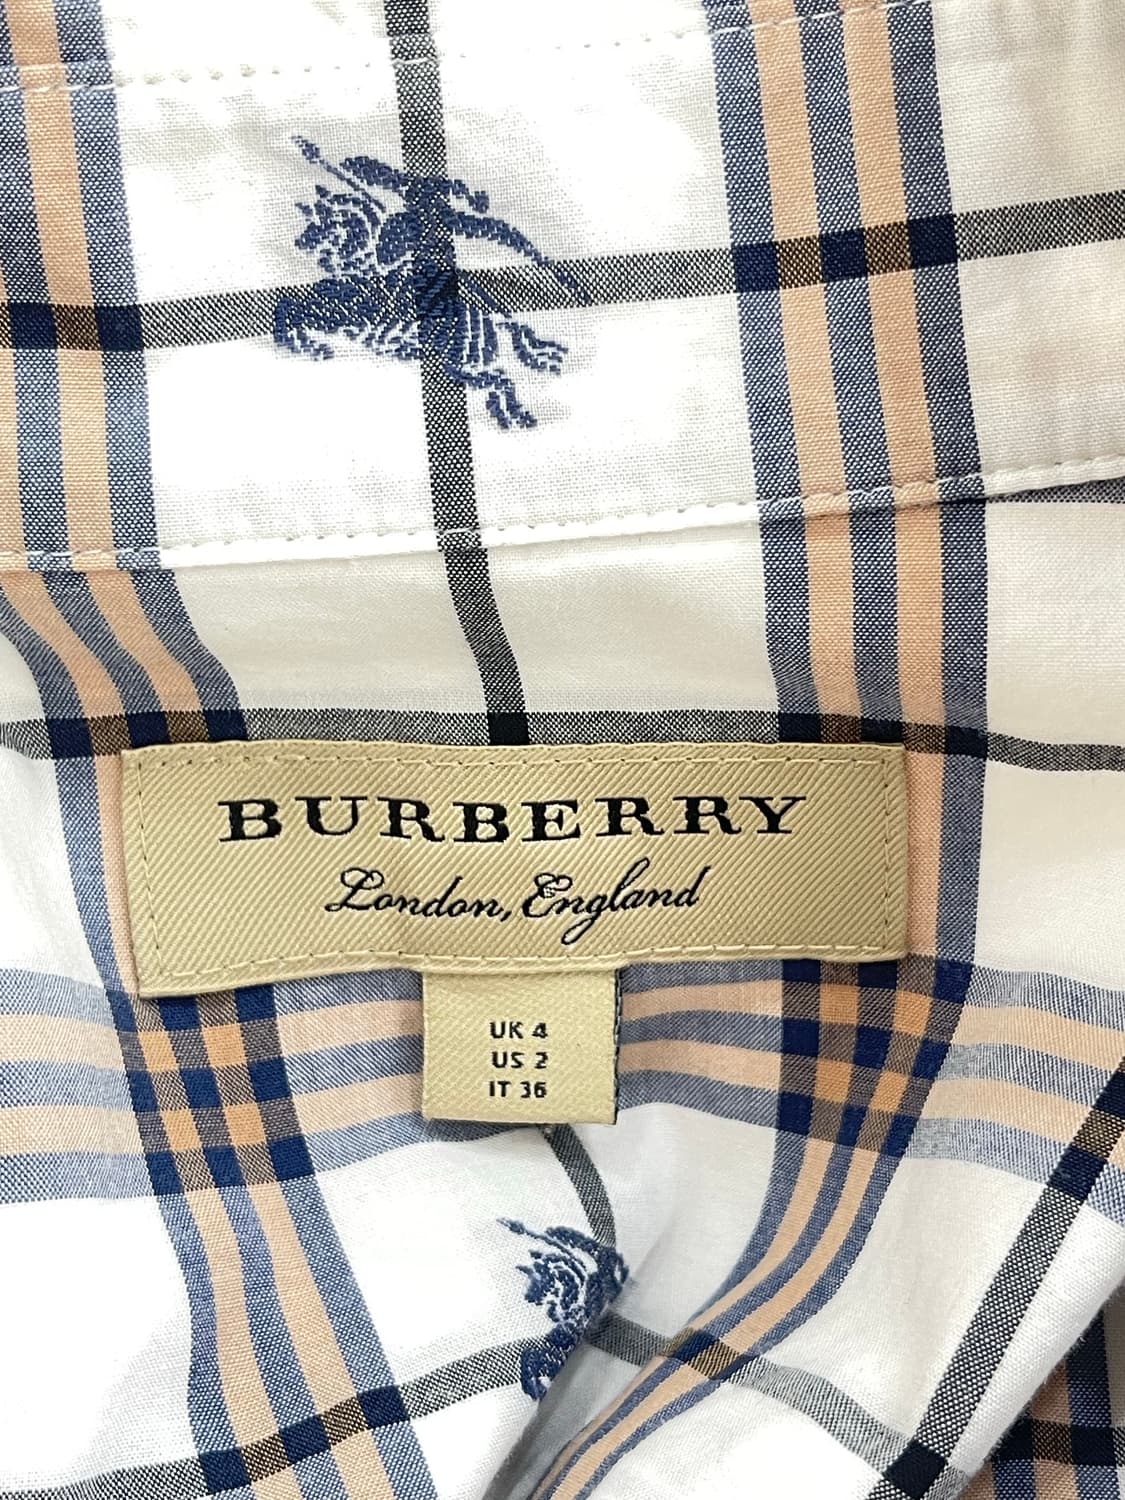 BURBERRY
London, England
UK 4
US 2
IT 36